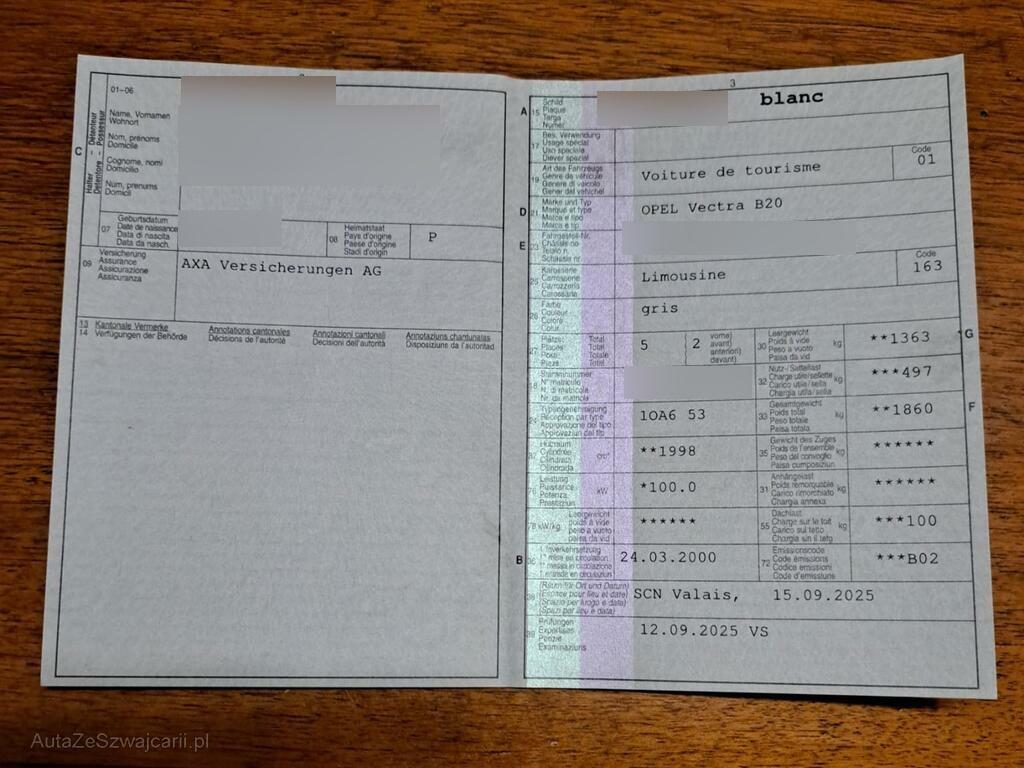 3
01-06
C
Halter - Détenteur
Detentore - Possessur
Name, Vornamen
Wohnort
Nom, prénoms
Domicile
Cognome, nomi
Domicilio
Num, prenums
Domicil
07
Geburtsdatum
Date de naissance
Data di nascita
Data da nasch.
08
Heimatstaat
Pays d'origine
Paese d'origine
Stadi d'origin
P
09
Versicherung
Assurance
Assicurazione
Assicuranza
AXA Versicherungen AG
13
14
Kantonale Vermerke
Verfügungen der Behörde
Annotations cantonales
Décisions de l'autorité
Annotazioni cantonali
Decisioni dell'autorità
Annotaziuns chantunalas
Disposiziuns da l'autoritad
A
15
Schild
Plaque
Targa
Numer
blanc
17
Bes. Verwendung
Usage spécial
Uso speciale
Diever spezial
19
Art des Fahrzeugs
Genre de véhicule
Genere di veicolo
Gener dal vehichel
Voiture de tourisme
Code
01
D
21
Marke und Typ
Marque et type
Marca e tipo
Marca e tip
OPEL Vectra B20
E
23
Fahrgestell-Nr.
Châssis no
Telaio n.
Schassis nr.
Karosserie
Carrosserie
Carrozzeria
Carossaria
Limousine
Code
163
26
Farbe
Couleur
Colore
Colur
gris
27
Plätze: Total
Places: Total
Posti: Totale
Plazs: Total
5
2
vorne)
avant)
anteriori)
davant)
30
Leergewicht
Poids à vide
Peso a vuoto
Paisa da vid
kg
**1363
G
18
Stammnummer
N° matricule
N. di matricola
Nr. da matricla
32
Nutz-/Sattellast
Charge utile/sellette
Carico utile/sella
Chargia utila/sella
kg
***497
24
Typengenehmigung
Réception par type
Approvazione del tipo
Approvaziun dal tip
1OA6 53
33
Gesamtgewicht
Poids total
Peso totale
Paisa totala
kg
**1860
F
37
Hubraum
Cylindrée
Cilindrata
Cilindrada
cm³
**1998
35
Gewicht des Zuges
Poids de l'ensemble
Peso del convoglio
Paisa cumposiziun
kg
******
76
Leistung
Puissance
Potenza
Prestaziun
kW
*100.0
31
Anhängelast
Poids remorquable
Carico rimorchiato
Chargia annexa
kg
******
78
kW/kg
Leergewicht
poids à vide
peso a vuoto
paisa da vid
******
55
Dachlast
Charge sur le toit
Carico sul tetto
Chargia sin il tetg
kg
***100
B
36
1. Inverkehrsetzung
1re mise en circulation
1a messa in circolazione
1. entrada en circulaziun
24.03.2000
72
Emissionscode
Code émissions
Codice emissioni
Code d'emissiuns
***B02
38
(Raum für Ort und Datum)
(Espace pour lieu et date)
(Spazio per luogo e data)
(Spazi per lieu e data)
SCN Valais, 15.09.2025
39
Prüfungen
Expertises
Perizie
Examinaziuns
12.09.2025 VS
AutaZeSzwajcarii.pl